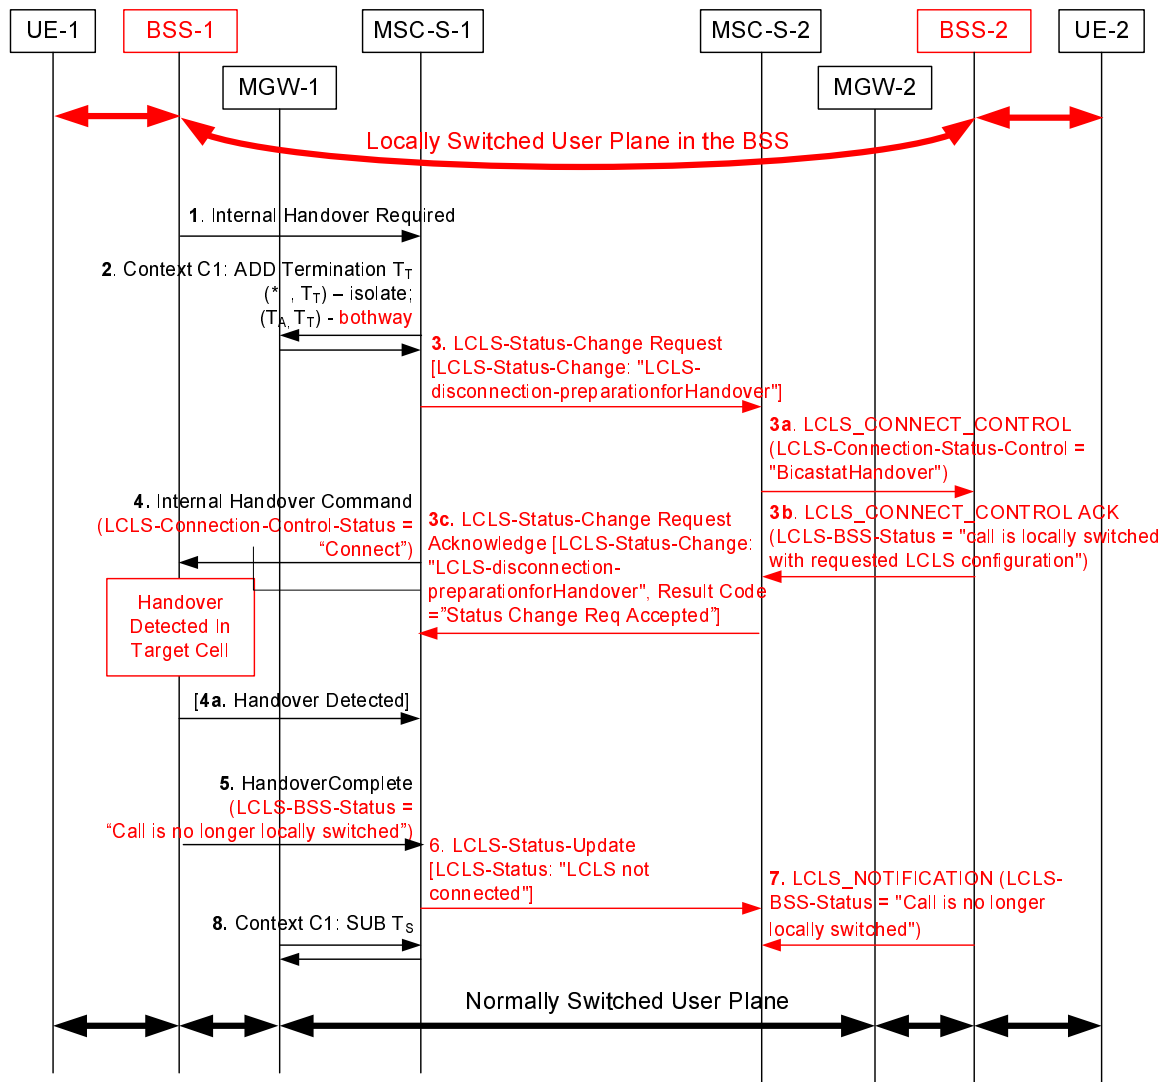 UE-1
BSS-1
MSC-S-1
MSC-S-2
BSS-2
UE-2
MGW-1
MGW-2
Locally Switched User Plane in the BSS
1. Internal Handover Required
2. Context C1: ADD Termination TT
(* , TT) – isolate;
(TA, TT) - bothway
3. LCLS-Status-Change Request
[LCLS-Status-Change: "LCLS-
disconnection-preparationforHandover"]
3a. LCLS_CONNECT_CONTROL
(LCLS-Connection-Status-Control =
"BicastatHandover")
4. Internal Handover Command
(LCLS-Connection-Control-Status =
“Connect”)
3b. LCLS_CONNECT_CONTROL ACK
(LCLS-BSS-Status = "call is locally switched
with requested LCLS configuration")
3c. LCLS-Status-Change Request
Acknowledge [LCLS-Status-Change:
"LCLS-disconnection-
preparationforHandover", Result Code
=”Status Change Req Accepted”]
Handover
Detected In
Target Cell
[4a. Handover Detected]
5. HandoverComplete
(LCLS-BSS-Status =
“Call is no longer locally switched”)
6. LCLS-Status-Update
[LCLS-Status: "LCLS not
connected"]
7. LCLS_NOTIFICATION (LCLS-
BSS-Status = "Call is no longer
locally switched")
8. Context C1: SUB TS
Normally Switched User Plane